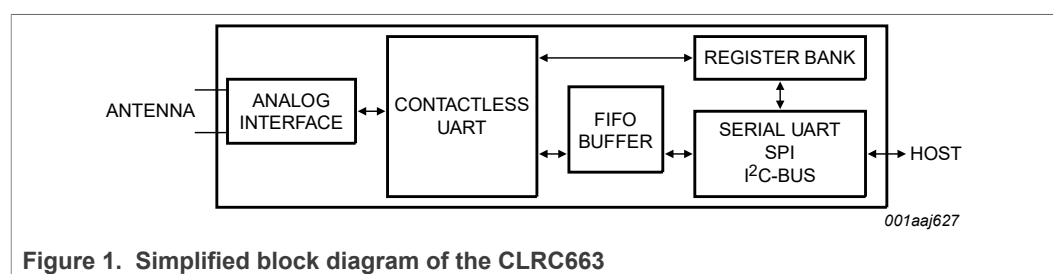 ANTENNA
ANALOG
INTERFACE
CONTACTLESS
UART
FIFO
BUFFER
REGISTER BANK
SERIAL UART
SPI
I²C-BUS
HOST
001aaj627
Figure 1. Simplified block diagram of the CLRC663